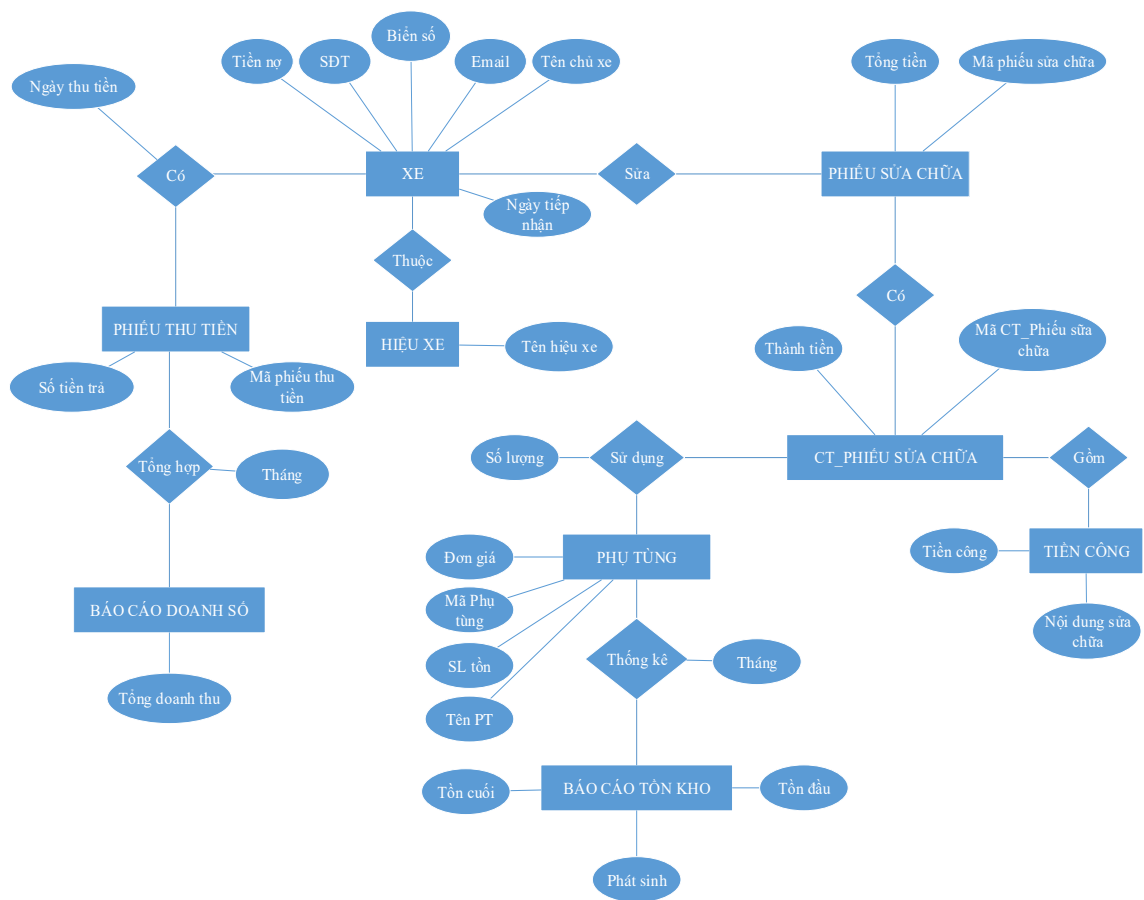 Biển số
Tiền nợ
SĐT
Email
Tên chủ xe
Tổng tiền
Mã phiếu sửa chữa
Ngày thu tiền
Có
XE
Sửa
PHIẾU SỬA CHỮA
Ngày tiếp
nhận
Thuộc
Có
PHIẾU THU TIỀN
HIỆU XE
Tên hiệu xe
Thành tiền
Mã CT_Phiếu sữa
chữa
Số tiền trả
Mã phiếu thu
tiền
Tổng hợp
Tháng
Số lượng
Sử dụng
CT_PHIẾU SỬA CHỮA
Gồm
Đơn giá
PHỤ TÙNG
Tiền công
TIỀN CÔNG
BÁO CÁO DOANH SỐ
Mã Phụ
tùng
Nội dung sửa
chữa
SL tồn
Thống kê
Tháng
Tổng doanh thu
Tên PT
Tồn cuối
BÁO CÁO TỒN KHO
Tồn đầu
Phát sinh